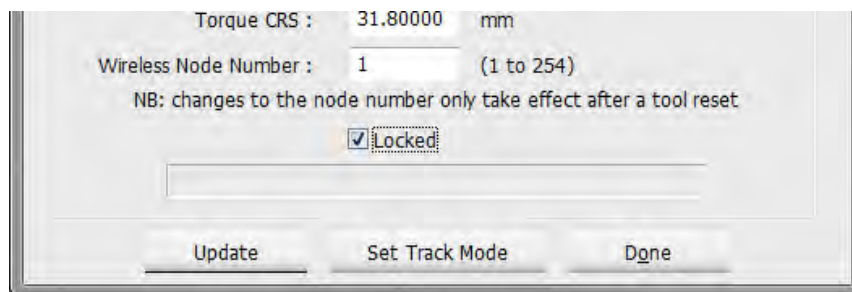 Torque CRS : 31.80000 mm
Wireless Node Number : 1 (1 to 254)
NB: changes to the node number only take effect after a tool reset
Locked
Update Set Track Mode Done